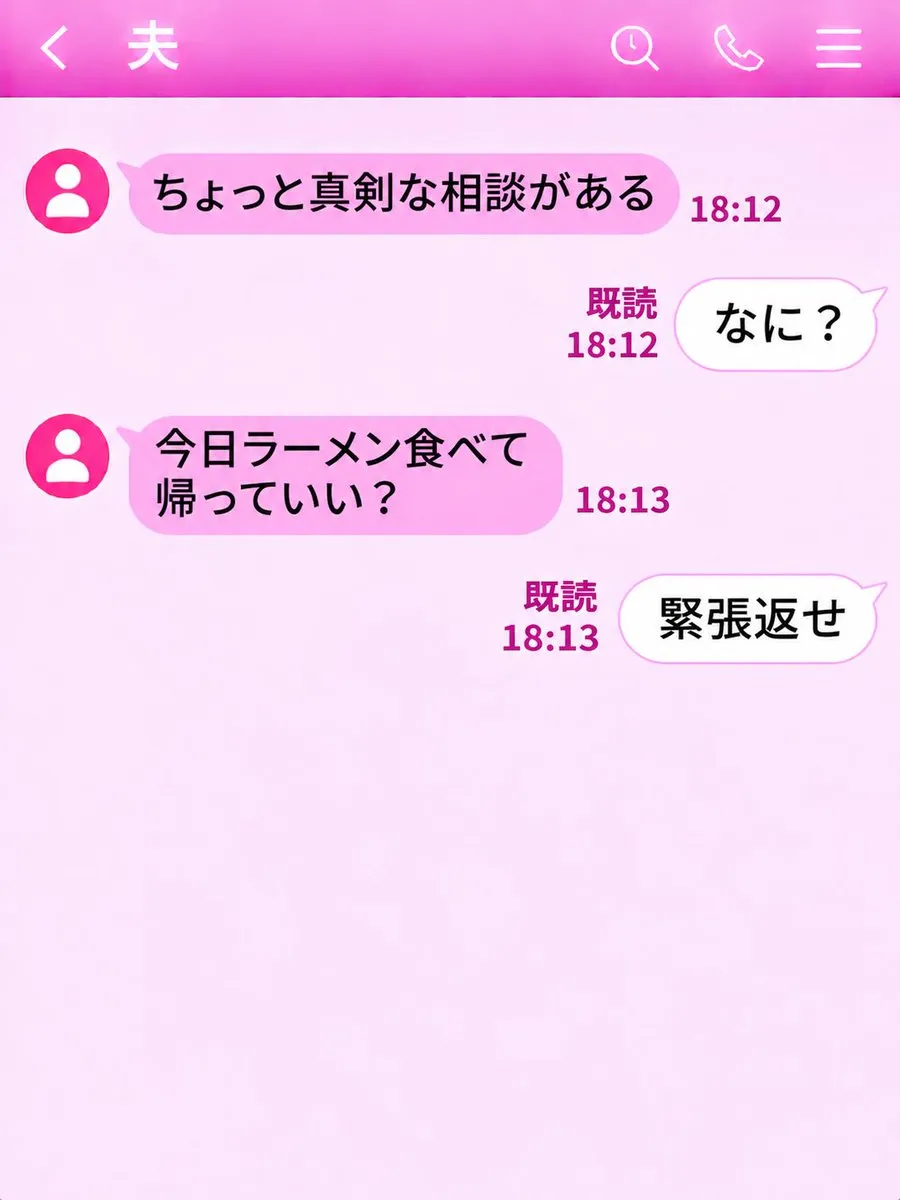 夫
ちょっと真剣な相談がある
18:12
既読
18:12
なに？
今日ラーメン食べて
帰っていい？
18:13
既読
18:13
緊張返せ